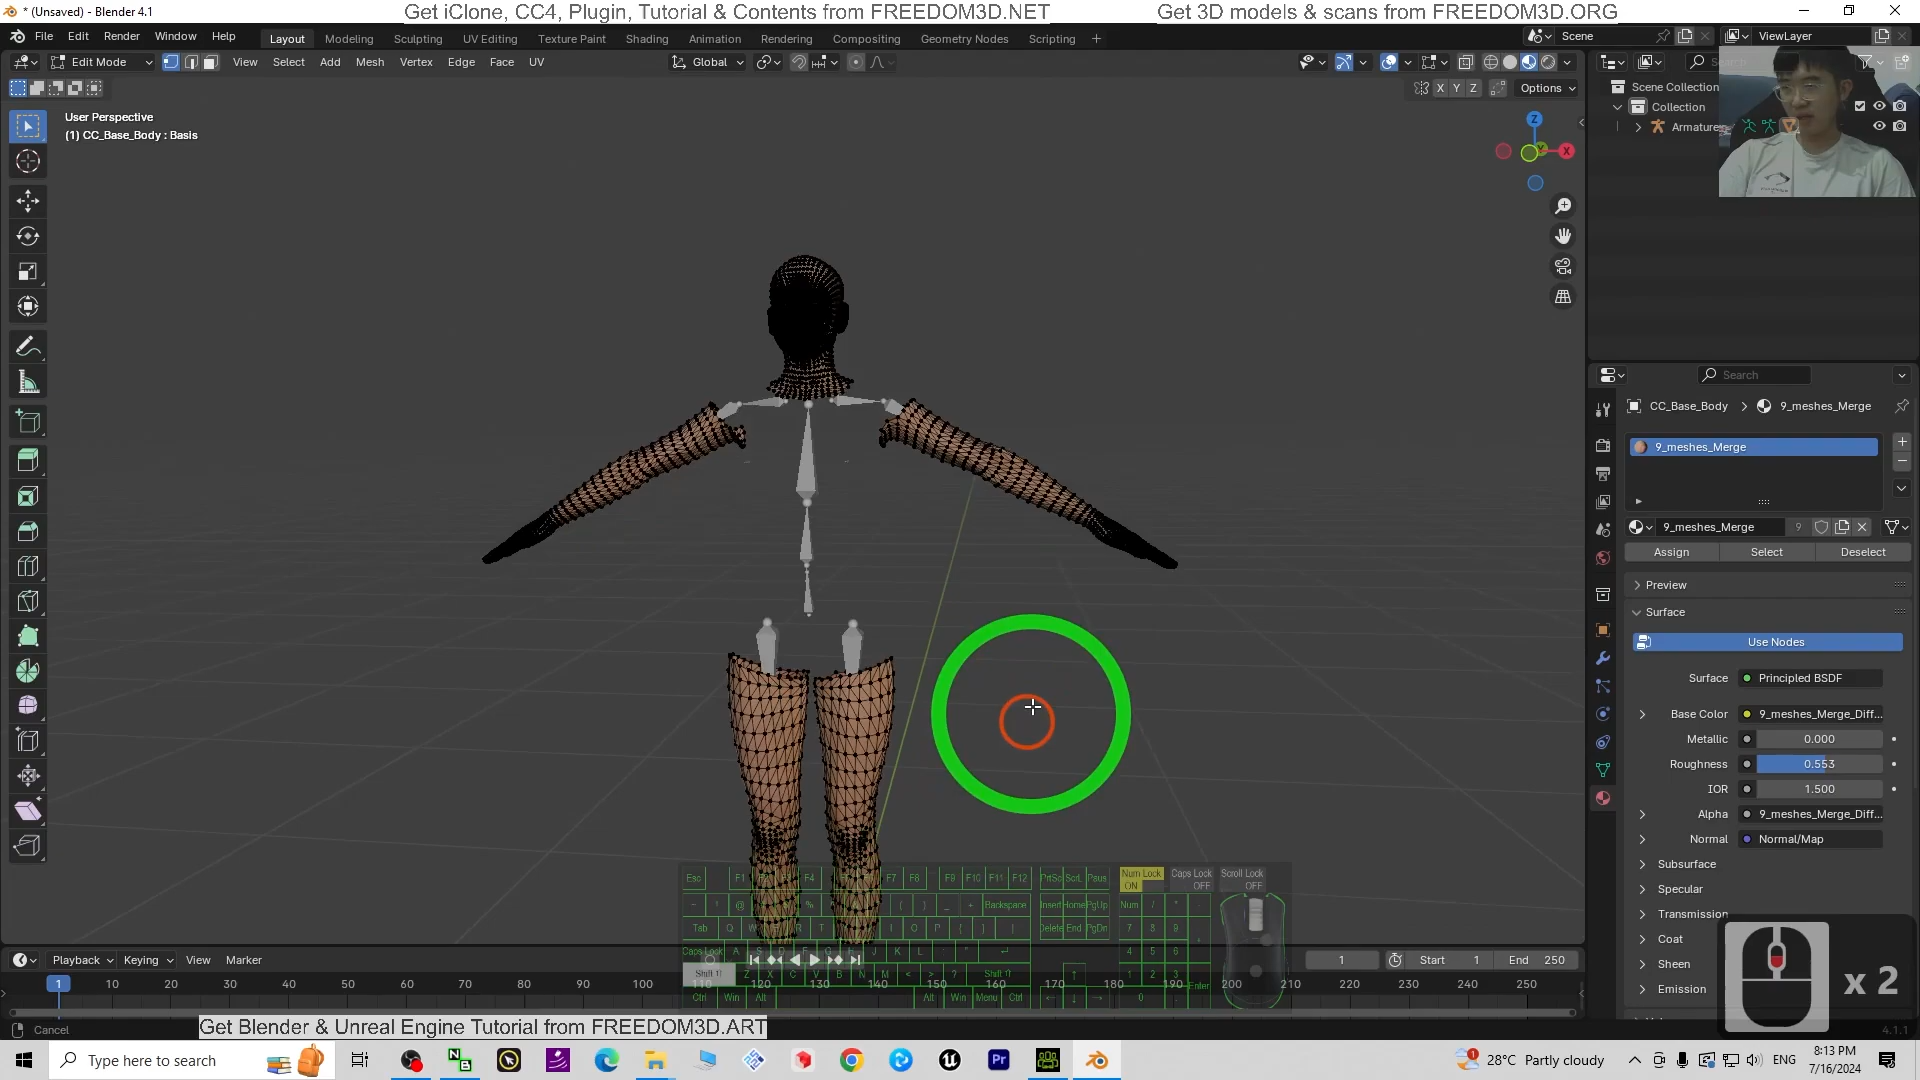 * (Unsaved) - Blender 4.1
Get iClone, CC4, Plugin, Tutorial & Contents from FREEDOM3D.NET
Get 3D models & scans from FREEDOM3D.ORG
File Edit Render Window Help
Layout Modeling Sculpting UV Editing Texture Paint Shading Animation Rendering Compositing Geometry Nodes Scripting +
Scene
ViewLayer
Edit Mode
View Select Add Mesh Vertex Edge Face UV
Global
X Y Z
Options
User Perspective
(1) CC_Base_Body : Basis
Z
X
Scene Collection
Collection
Armature
Search
CC_Base_Body > 9_meshes_Merge
9_meshes_Merge
9_meshes_Merge 9
Assign Select Deselect
Preview
Surface
Use Nodes
Surface Principled BSDF
Base Color 9_meshes_Merge_Diff...
Metallic 0.000
Roughness 0.553
IOR 1.500
Alpha 9_meshes_Merge_Diff...
Normal Normal/Map
Subsurface
Specular
Transmission
Coat
Sheen
Emission
x 2
Esc F1 F4 F7 F8 F9 F10 F11 F12 PrtSc ScrL Paus Num Lock Caps Lock Scroll Lock
ON OFF OFF
Backspace Insert Home PgUp Num / *
Tab Q W R T I O P { } Delete End PgDn 7 8 9
Caps Lock A S J K L 4 5 6
Shift Z X C V B N M < > ? Shift 1 2 3
Ctrl Win Alt Alt Win Menu Ctrl 0 Enter
Playback Keying View Marker
1 Start 1 End 250
1 10 20 30 40 50 60 70 80 90 100 110 120 130 140 150 160 170 180 190 200 210 220 230 240 250
Cancel
Get Blender & Unreal Engine Tutorial from FREEDOM3D.ART
4.1.1
Type here to search
28°C Partly cloudy
ENG
8:13 PM
7/16/2024